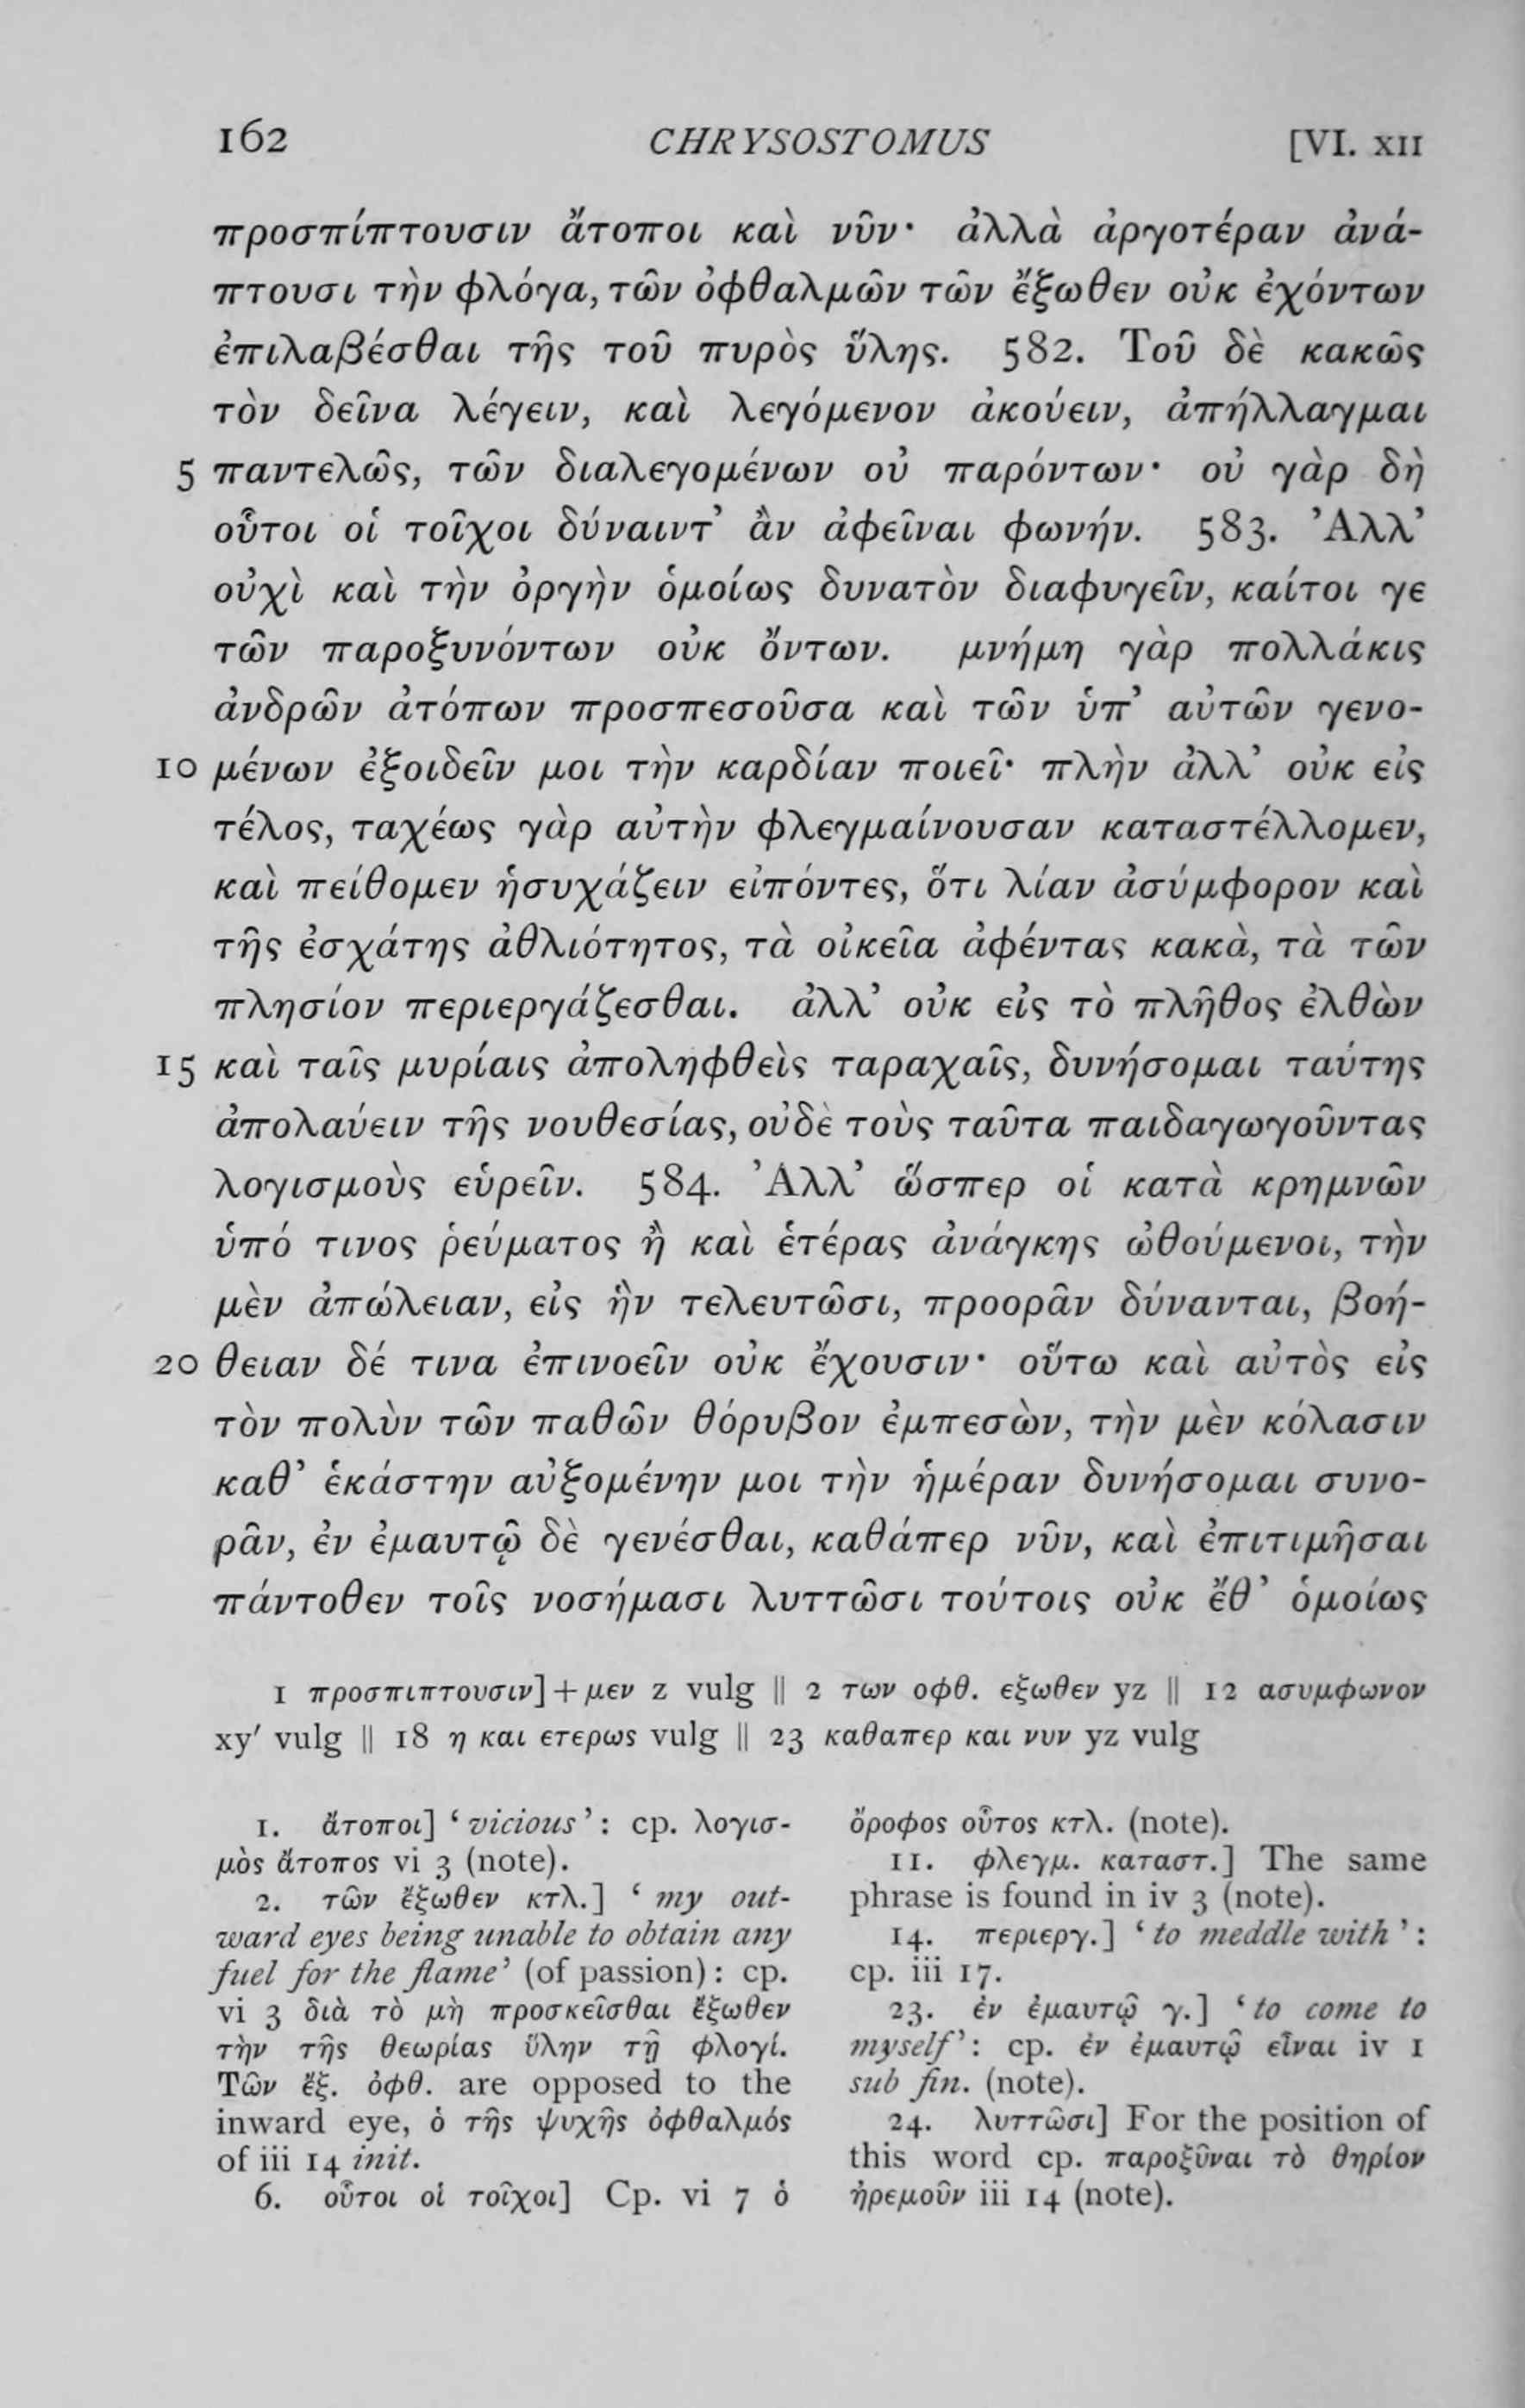 162 CHRYSOSTOMUS [VI. XII
προσπίπτουσιν ἄτοποι καὶ νῦν· ἀλλὰ ἀργοτέραν ἀνά-
πτουσι τὴν φλόγα, τῶν ὀφθαλμῶν τῶν ἔξωθεν οὐκ ἐχόντων
ἐπιλαβέσθαι τῆς τοῦ πυρὸς ὕλης. 582. Τοῦ δὲ κακῶς
τὸν δεῖνα λέγειν, καὶ λεγόμενον ἀκούειν, ἀπήλλαγμαι
5 παντελῶς, τῶν διαλεγομένων οὐ παρόντων· οὐ γὰρ δὴ
οὗτοι οἱ τοῖχοι δύναιντ’ ἂν ἀφεῖναι φωνήν. 583. Ἀλλ’
οὐχὶ καὶ τὴν ὀργὴν ὁμοίως δυνατὸν διαφυγεῖν, καίτοι γε
τῶν παροξυνόντων οὐκ ὄντων. μνήμη γὰρ πολλάκις
ἀνδρῶν ἀτόπων προσπεσοῦσα καὶ τῶν ὑπ’ αὐτῶν γενο-
10 μένων ἐξοιδεῖν μοι τὴν καρδίαν ποιεῖ· πλὴν ἀλλ’ οὐκ εἰς
τέλος, ταχέως γὰρ αὐτὴν φλεγμαίνουσαν καταστέλλομεν,
καὶ πείθομεν ἡσυχάζειν εἰπόντες, ὅτι λίαν ἀσύμφορον καὶ
τῆς ἐσχάτης ἀθλιότητος, τὰ οἰκεῖα ἀφέντας κακὰ, τὰ τῶν
πλησίον περιεργάζεσθαι. ἀλλ’ οὐκ εἰς τὸ πλῆθος ἐλθὼν
15 καὶ ταῖς μυρίαις ἀποληφθεὶς ταραχαῖς, δυνήσομαι ταύτης
ἀπολαύειν τῆς νουθεσίας, οὐδὲ τοὺς ταῦτα παιδαγωγοῦντας
λογισμοὺς εὑρεῖν. 584. Ἀλλ’ ὥσπερ οἱ κατὰ κρημνῶν
ὑπό τινος ῥεύματος ἢ καὶ ἑτέρας ἀνάγκης ὠθούμενοι, τὴν
μὲν ἀπώλειαν, εἰς ἣν τελευτῶσι, προορᾶν δύνανται, βοή-
20 θειαν δέ τινα ἐπινοεῖν οὐκ ἔχουσιν· οὕτω καὶ αὐτὸς εἰς
τὸν πολὺν τῶν παθῶν θόρυβον ἐμπεσὼν, τὴν μὲν κόλασιν
καθ’ ἑκάστην αὐξομένην μοι τὴν ἡμέραν δυνήσομαι συνο-
ρᾶν, ἐν ἐμαυτῷ δὲ γενέσθαι, καθάπερ νῦν, καὶ ἐπιτιμῆσαι
πάντοθεν τοῖς νοσήμασι λυττῶσι τούτοις οὐκ ἔθ’ ὁμοίως
1 προσπιπτουσιν] + μεν z vulg || 2 των οφθ. εξωθεν yz || 12 ασυμφωνον
xy′ vulg || 18 η και ετερως vulg || 23 καθαπερ και νυν yz vulg
1. ἄτοποι] ‘vicious’: cp. λογισ-
μὸς ἄτοπος vi 3 (note).
2. τῶν ἔξωθεν κτλ.] ‘my out-
ward eyes being unable to obtain any
fuel for the flame’ (of passion): cp.
vi 3 διὰ τὸ μὴ προσκεῖσθαι ἔξωθεν
τὴν τῆς θεωρίας ὕλην τῇ φλογί.
Τῶν ἔξ. ὀφθ. are opposed to the
inward eye, ὁ τῆς ψυχῆς ὀφθαλμός
of iii 14 init.
6. οὗτοι οἱ τοῖχοι] Cp. vi 7 ὁ
ὄροφος οὗτος κτλ. (note).
11. φλεγμ. καταστ.] The same
phrase is found in iv 3 (note).
14. περιεργ.] ‘to meddle with’:
cp. iii 17.
23. ἐν ἐμαυτῷ γ.] ‘to come to
myself’: cp. ἐν ἐμαυτῷ εἶναι iv 1
sub fin. (note).
24. λυττῶσι] For the position of
this word cp. παροξῦναι τὸ θηρίον
ἠρεμοῦν iii 14 (note).